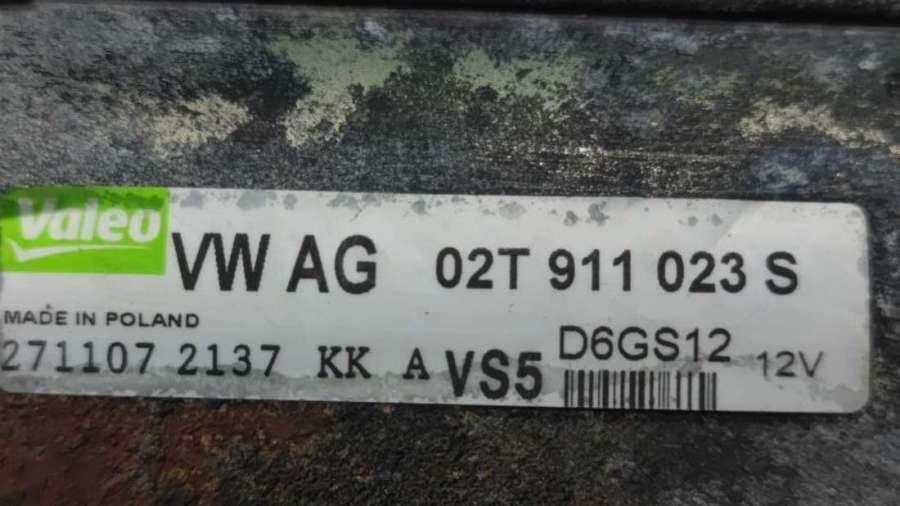 Valeo
VW AG 02T 911 023 S
MADE IN POLAND
271107 2137 KK A VS5 D6GS12 12V